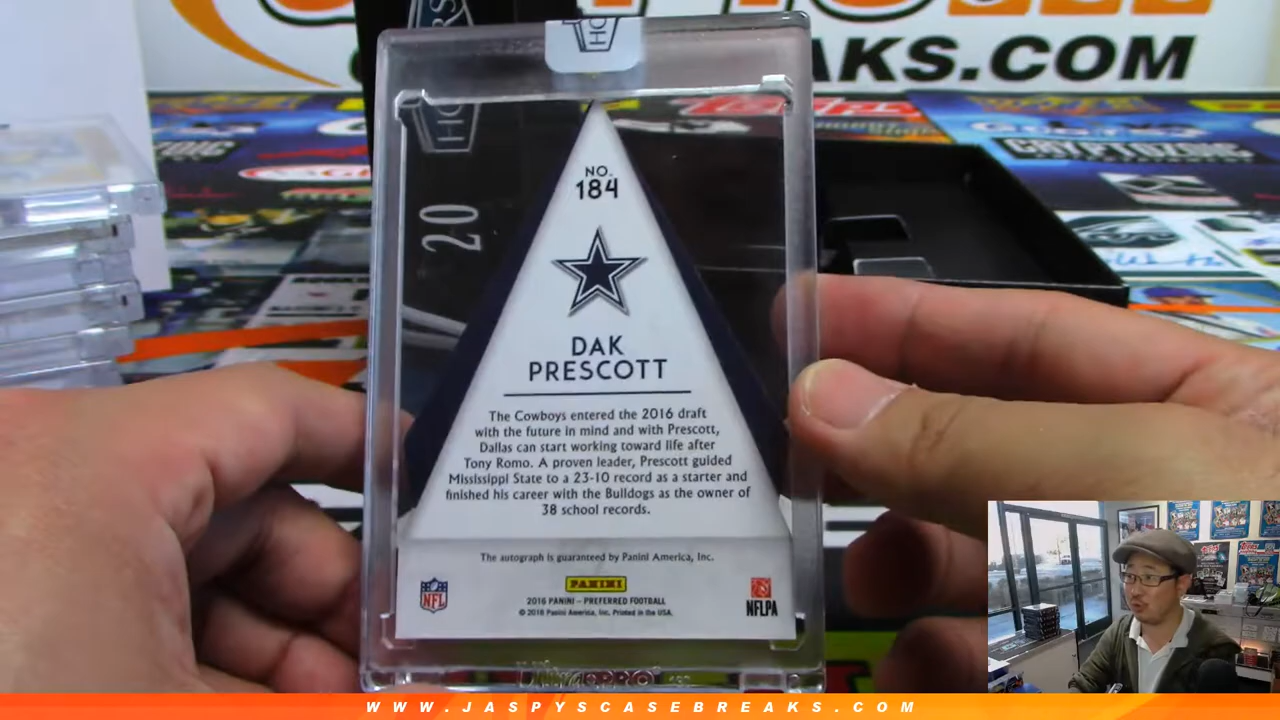 BREAKS.COM
NO.
184
20
DAK
PRESCOTT
The Cowboys entered the 2016 draft
with the future in mind and with Prescott,
Dallas can start working toward life after
Tony Romo. A proven leader, Prescott guided
Mississippi State to a 23-10 record as a starter and
finished his career with the Bulldogs as the owner of
38 school records.
The autograph is guaranteed by Panini America, Inc.
PANINI
NFL
2016 PANINI – PREFERRED FOOTBALL
© 2016 Panini America, Inc. Printed in the USA.
NFLPA
CRYPTOZOIC
WWW.JASPYSCASEBREAKS.COM